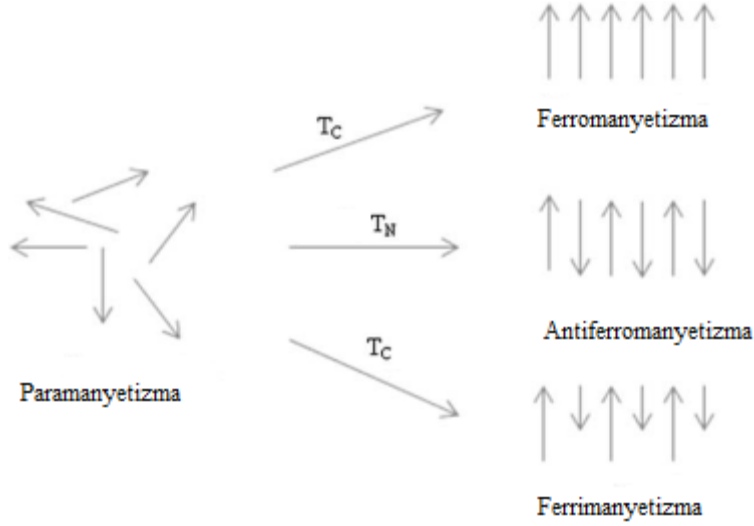 Ferromanyetizma
T_C
T_N
Antiferromanyetizma
T_C
Paramanyetizma
Ferrimanyetizma